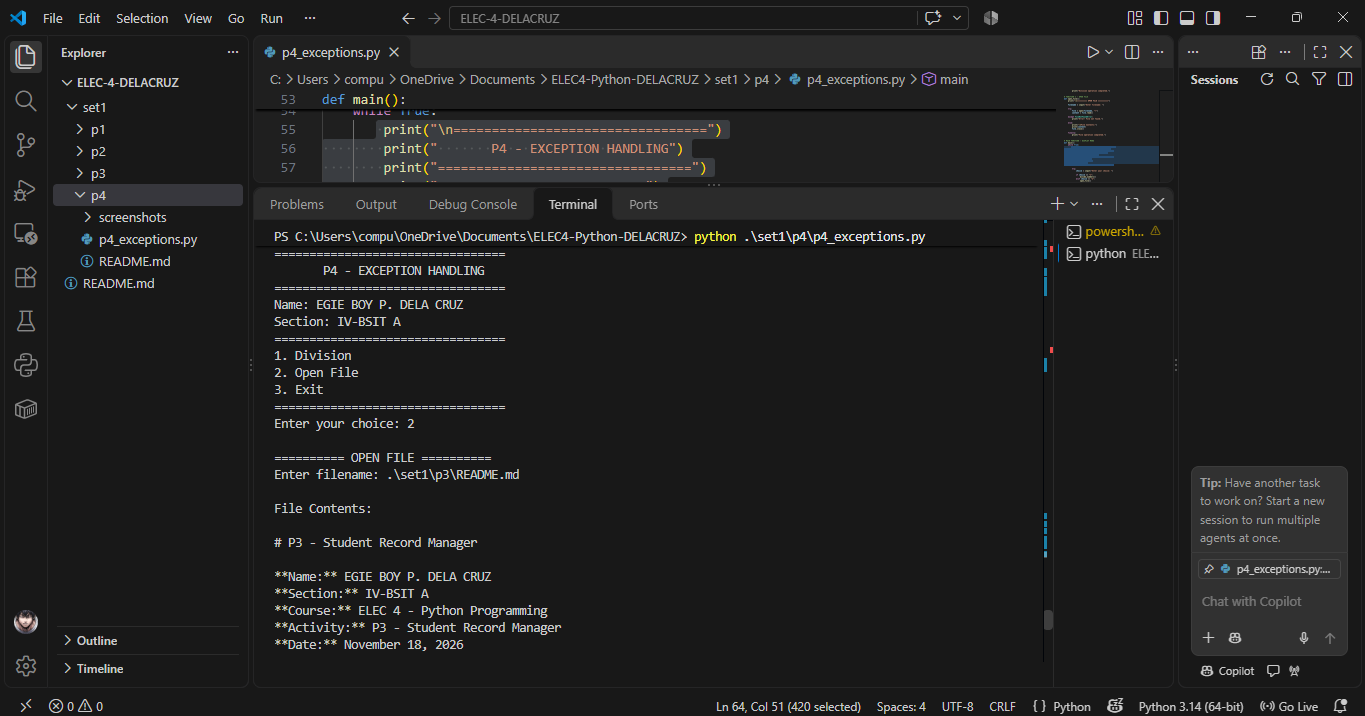 File Edit Selection View Go Run ···
ELEC-4-DELACRUZ
Explorer ···
ELEC-4-DELACRUZ
set1
p1
p2
p3
p4
screenshots
p4_exceptions.py
README.md
README.md
Outline
Timeline
p4_exceptions.py
C: > Users > compu > OneDrive > Documents > ELEC4-Python-DELACRUZ > set1 > p4 > p4_exceptions.py > main
53 def main():
54 while True:
55 print("\n=================================")
56 print("       P4 - EXCEPTION HANDLING")
57 print("=================================")
Problems Output Debug Console Terminal Ports
PS C:\Users\compu\OneDrive\Documents\ELEC4-Python-DELACRUZ> python .\set1\p4\p4_exceptions.py
=================================
P4 - EXCEPTION HANDLING
=================================
Name: EGIE BOY P. DELA CRUZ
Section: IV-BSIT A
=================================
1. Division
2. Open File
3. Exit
=================================
Enter your choice: 2
========== OPEN FILE ==========
Enter filename: .\set1\p3\README.md
File Contents:
# P3 - Student Record Manager
**Name:** EGIE BOY P. DELA CRUZ
**Section:** IV-BSIT A
**Course:** ELEC 4 - Python Programming
**Activity:** P3 - Student Record Manager
**Date:** November 18, 2026
powersh...
python ELE...
Sessions
Tip: Have another task
to work on? Start a new
session to run multiple
agents at once.
p4_exceptions.py:...
Chat with Copilot
Copilot
0 0
Ln 64, Col 51 (420 selected) Spaces: 4 UTF-8 CRLF { } Python Python 3.14 (64-bit) Go Live